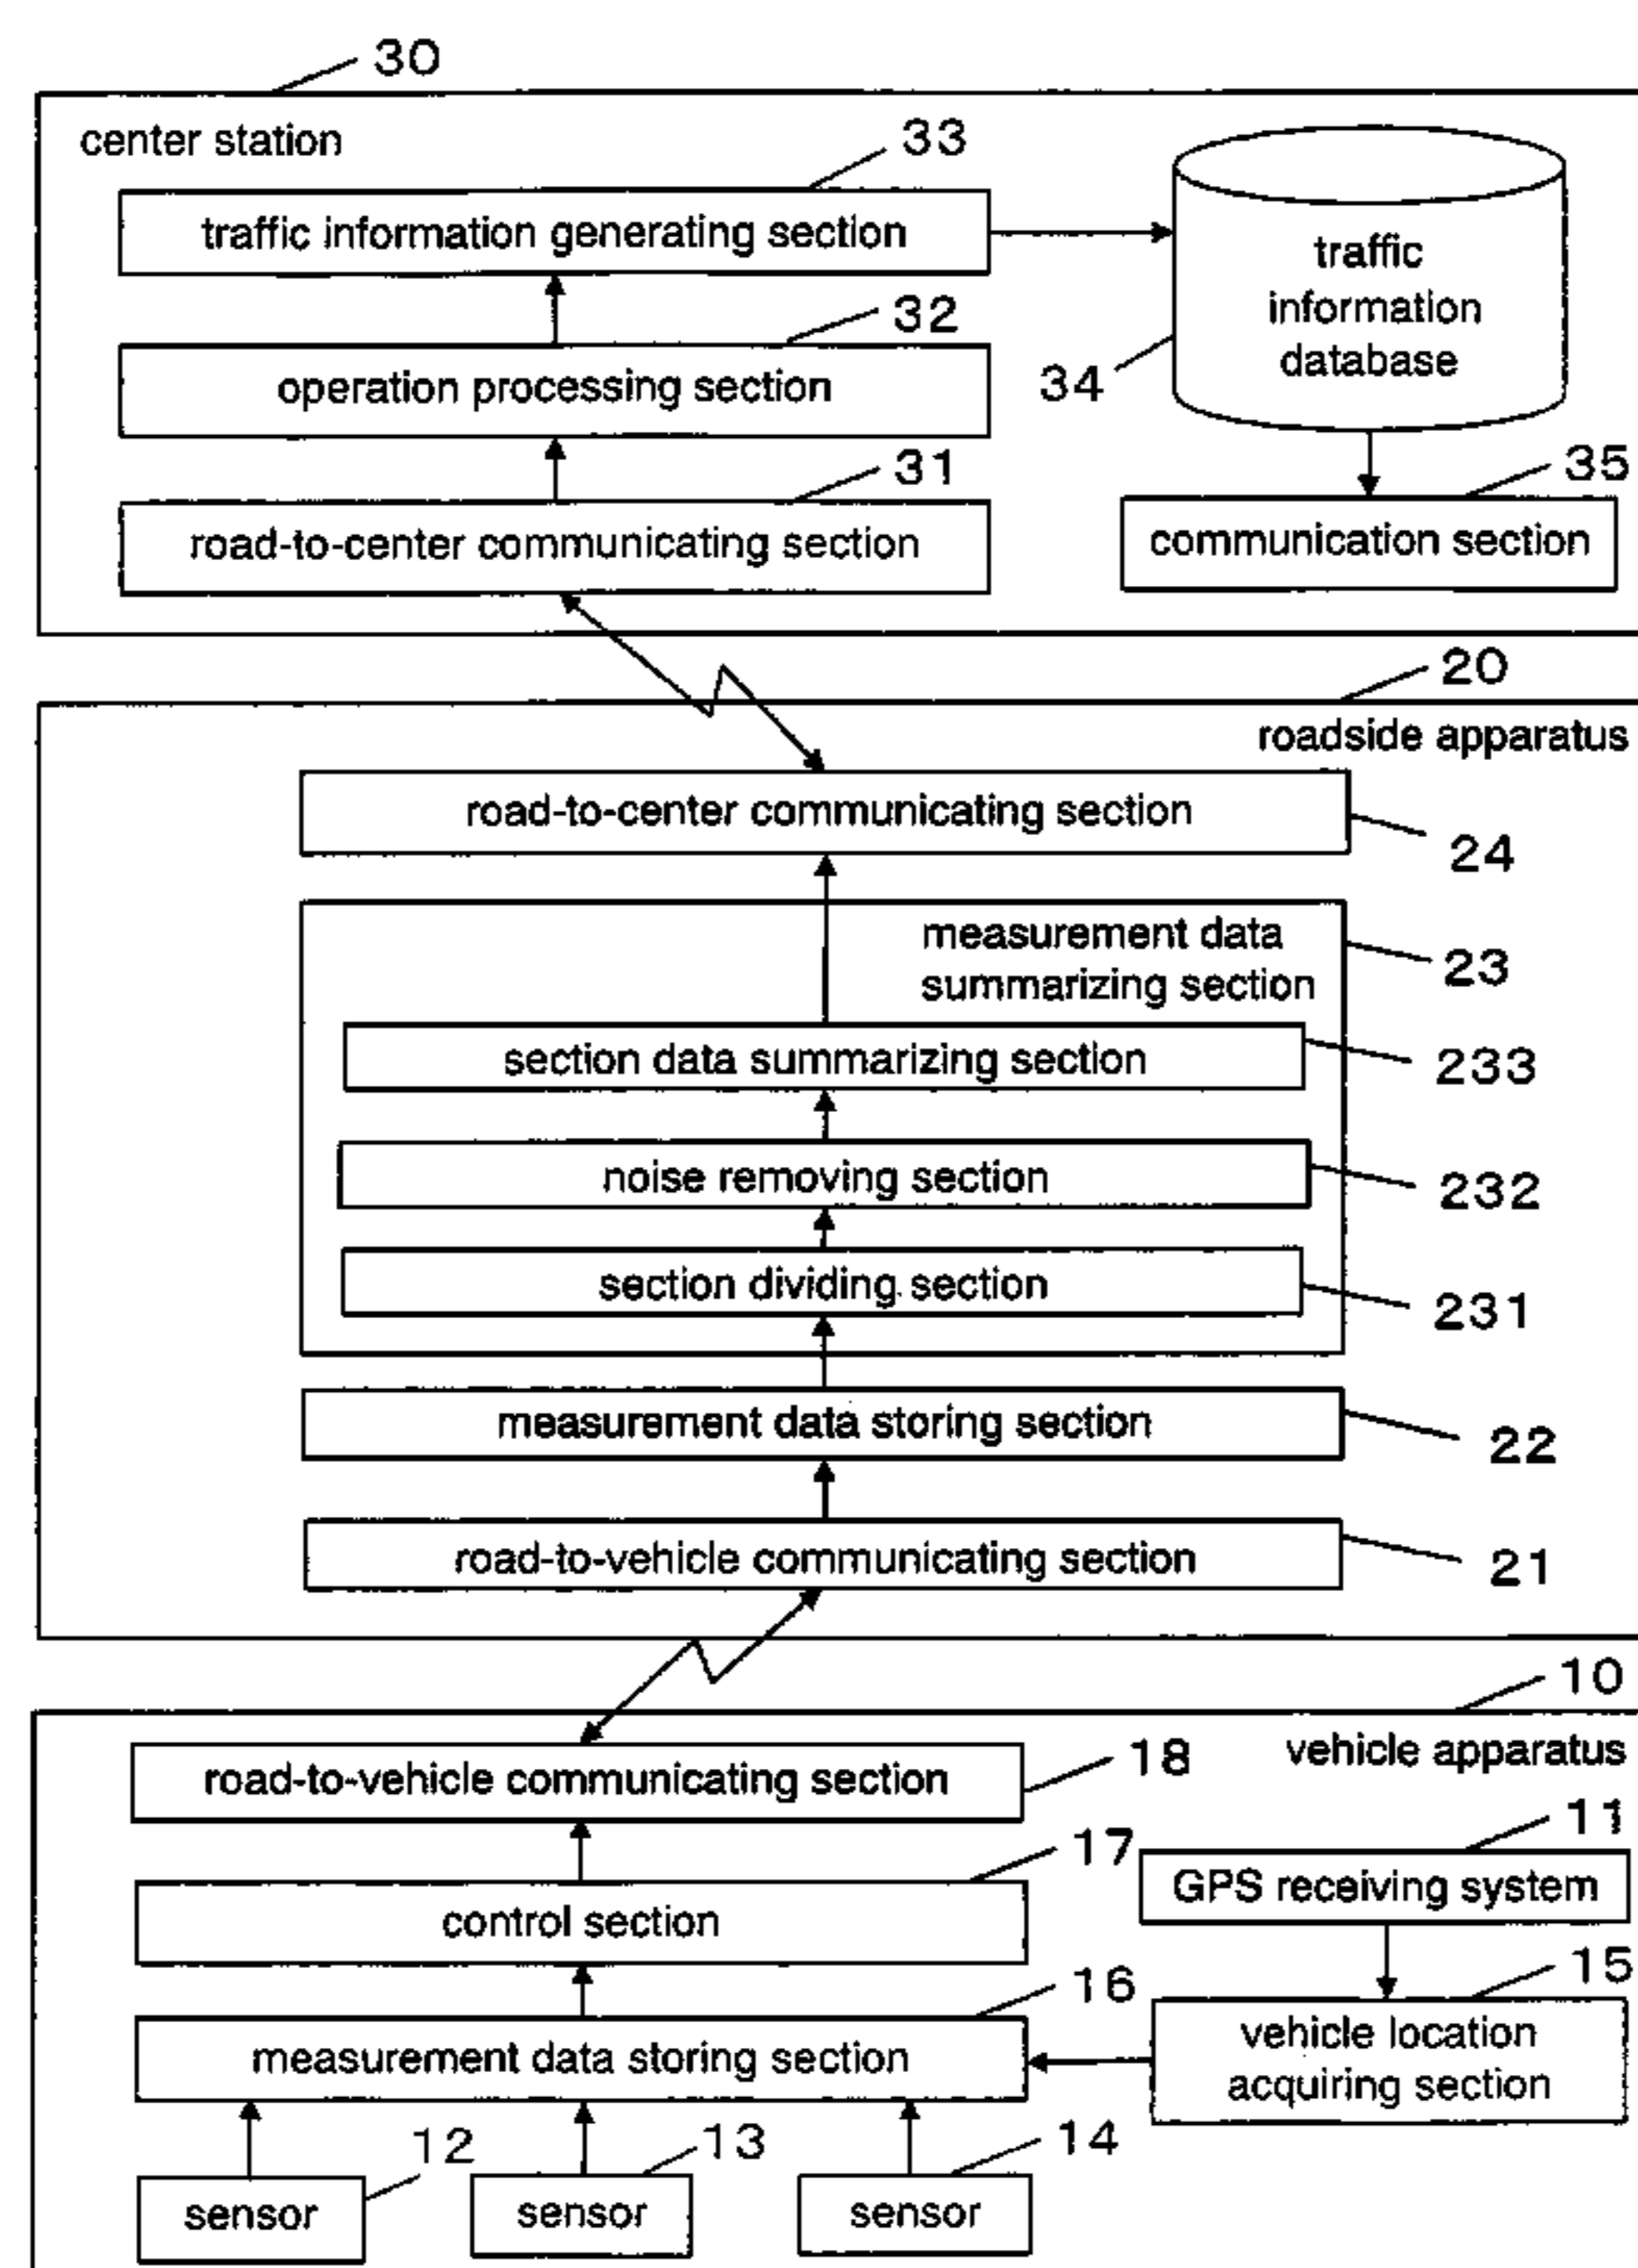 30
center station
33
traffic information generating section
traffic
information
database
34
32
operation processing section
31
road-to-center communicating section
35
communication section
20
roadside apparatus
road-to-center communicating section
24
measurement data
summarizing section
23
section data summarizing section
233
noise removing section
232
section dividing section
231
measurement data storing section
22
road-to-vehicle communicating section
21
10
vehicle apparatus
road-to-vehicle communicating section
18
11
GPS receiving system
17
control section
15
vehicle location
acquiring section
16
measurement data storing section
12
sensor
13
sensor
14
sensor